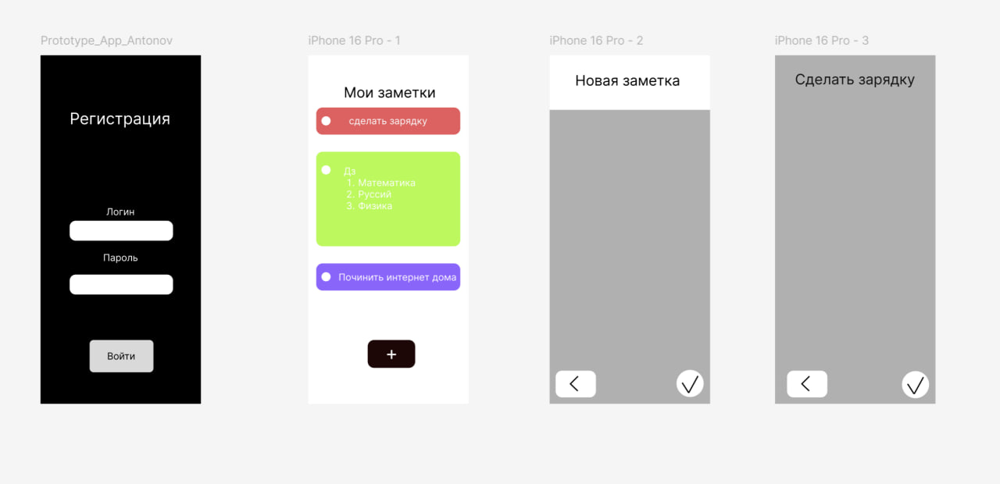 Prototype_App_Antonov
Регистрация
Логин
Пароль
Войти
iPhone 16 Pro - 1
Мои заметки
сделать зарядку
Дз
1. Математика
2. Руссий
3. Физика
Починить интернет дома
+
iPhone 16 Pro - 2
Новая заметка
iPhone 16 Pro - 3
Сделать зарядку